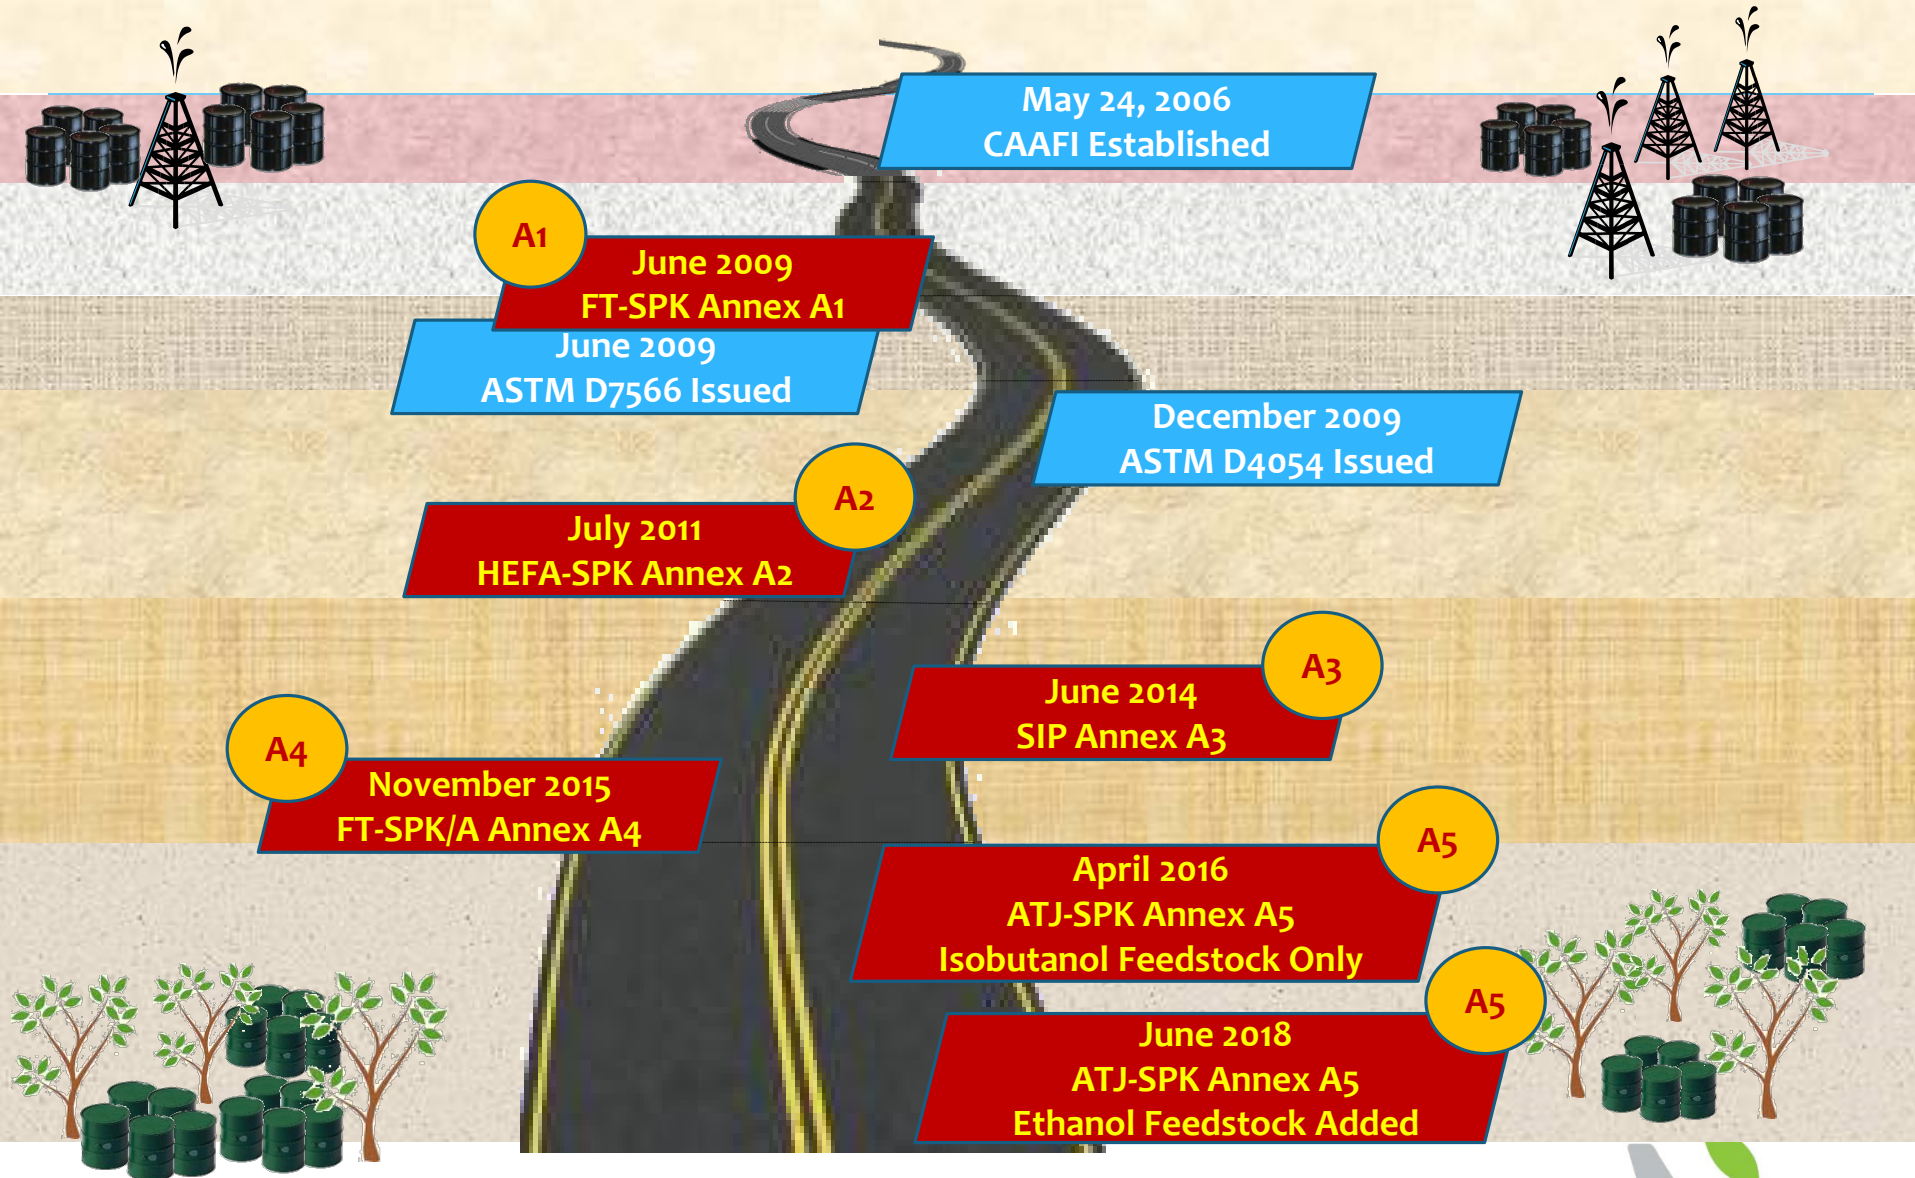 May 24, 2006
CAAFI Established
A1
June 2009
FT-SPK Annex A1
June 2009
ASTM D7566 Issued
December 2009
ASTM D4054 Issued
A2
July 2011
HEFA-SPK Annex A2
A3
June 2014
SIP Annex A3
A4
November 2015
FT-SPK/A Annex A4
A5
April 2016
ATJ-SPK Annex A5
Isobutanol Feedstock Only
A5
June 2018
ATJ-SPK Annex A5
Ethanol Feedstock Added